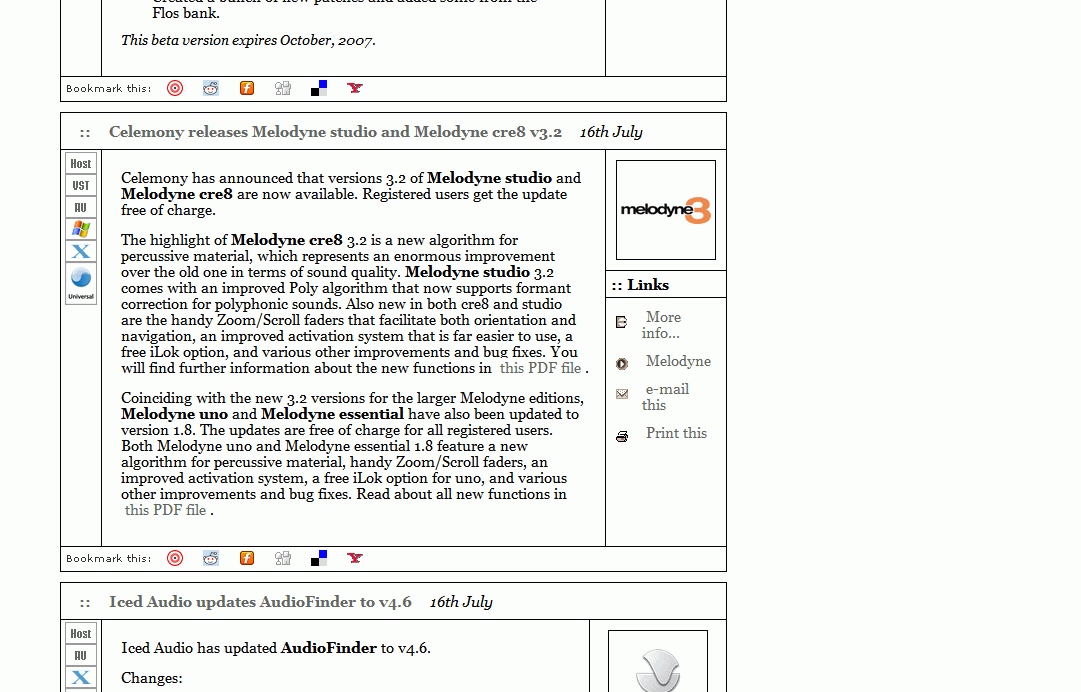 Flos bank.
This beta version expires October, 2007.
Bookmark this:
:: Celemony releases Melodyne studio and Melodyne cre8 v3.2 16th July
Host
VST
AU
Universal
Celemony has announced that versions 3.2 of Melodyne studio and
Melodyne cre8 are now available. Registered users get the update
free of charge.
The highlight of Melodyne cre8 3.2 is a new algorithm for
percussive material, which represents an enormous improvement
over the old one in terms of sound quality. Melodyne studio 3.2
comes with an improved Poly algorithm that now supports formant
correction for polyphonic sounds. Also new in both cre8 and studio
are the handy Zoom/Scroll faders that facilitate both orientation and
navigation, an improved activation system that is far easier to use, a
free iLok option, and various other improvements and bug fixes. You
will find further information about the new functions in this PDF file .
Coinciding with the new 3.2 versions for the larger Melodyne editions,
Melodyne uno and Melodyne essential have also been updated to
version 1.8. The updates are free of charge for all registered users.
Both Melodyne uno and Melodyne essential 1.8 feature a new
algorithm for percussive material, handy Zoom/Scroll faders, an
improved activation system, a free iLok option for uno, and various
other improvements and bug fixes. Read about all new functions in
this PDF file .
melodyne3
:: Links
More
info...
Melodyne
e-mail
this
Print this
Bookmark this:
:: Iced Audio updates AudioFinder to v4.6 16th July
Host
AU
Iced Audio has updated AudioFinder to v4.6.
Changes: